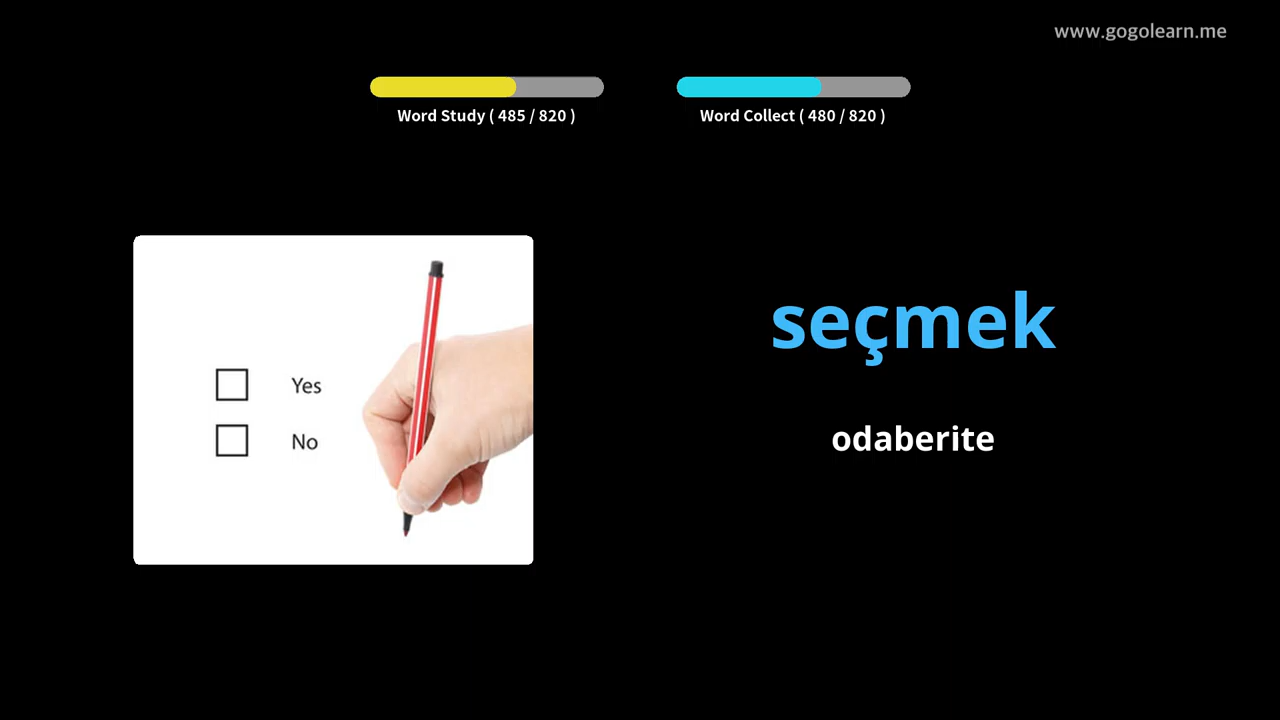 www.gogolearn.me
Word Study ( 485 / 820 )
Word Collect ( 480 / 820 )
Yes
No
seçmek
odaberite